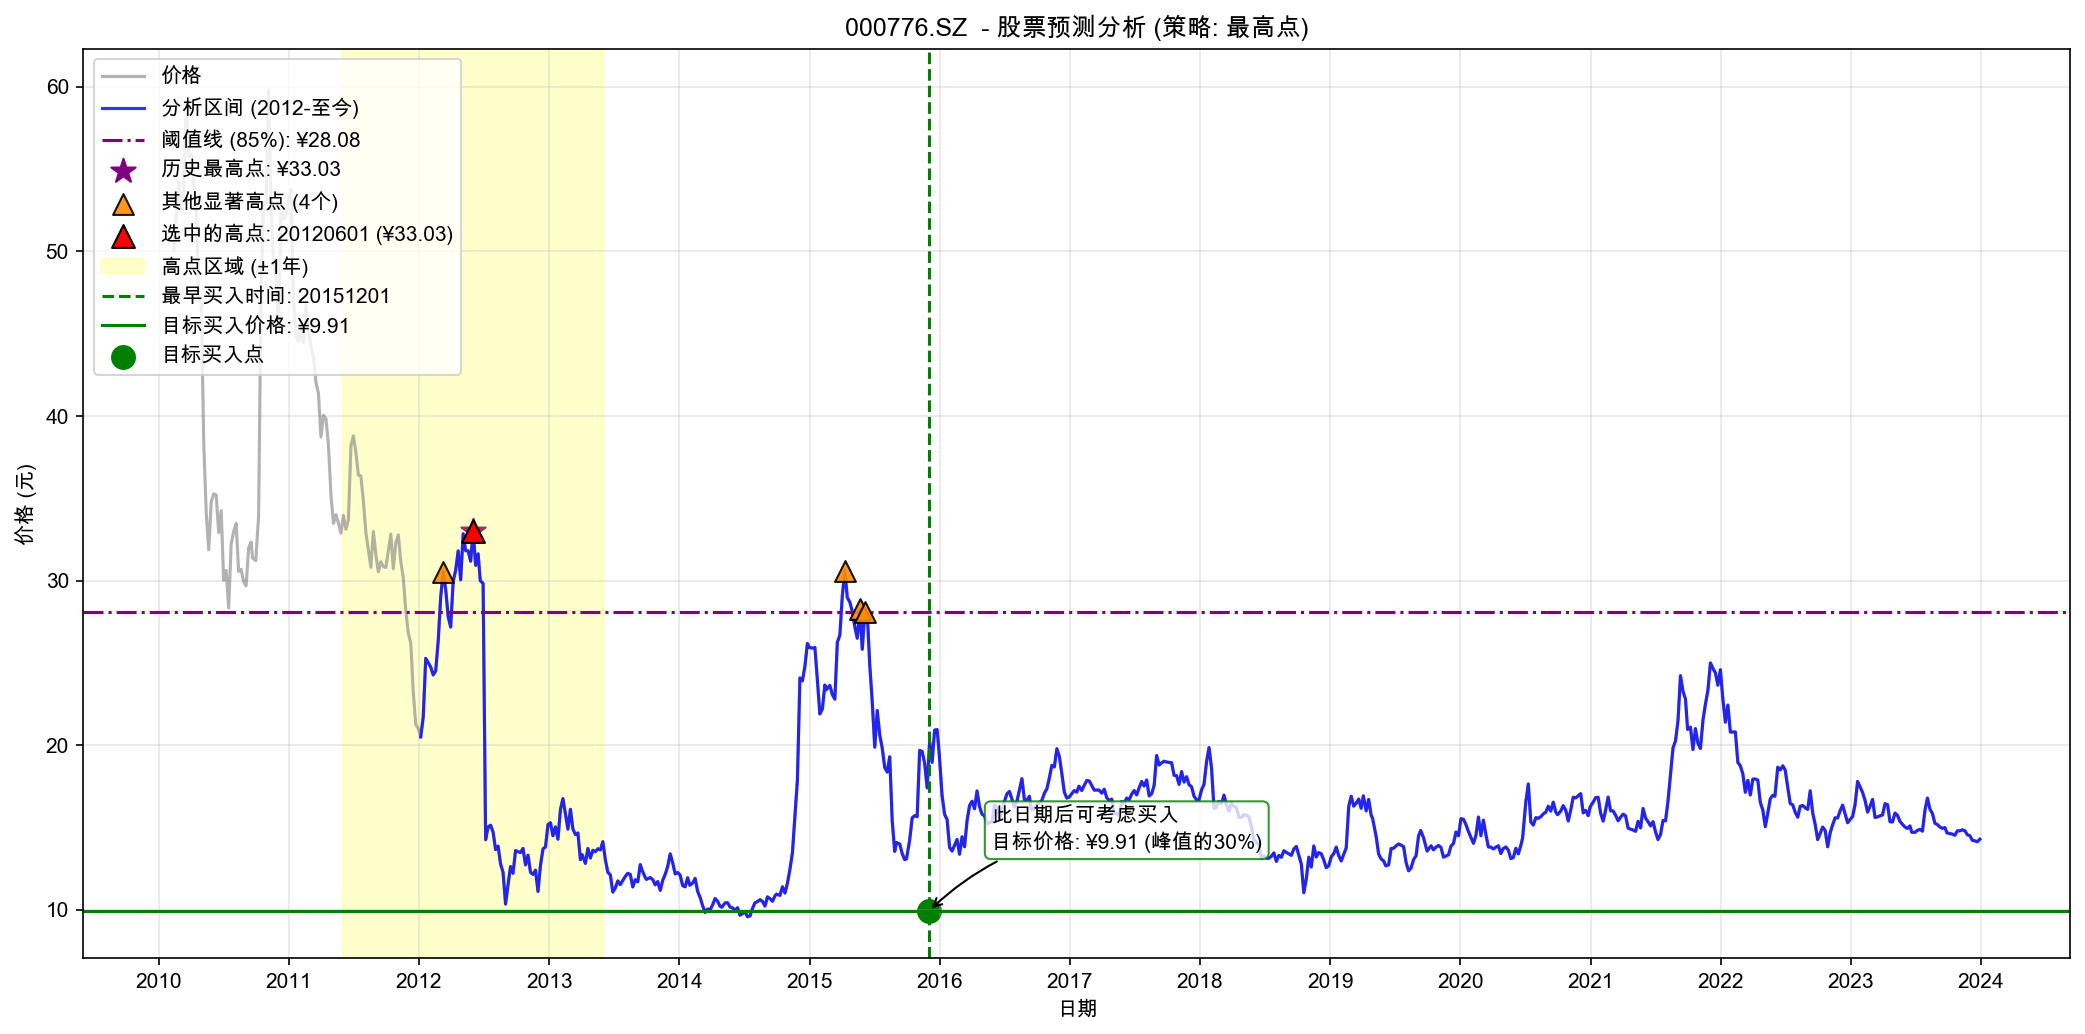 000776.SZ - 股票预测分析 (策略: 最高点)
价格
分析区间 (2012-至今)
阈值线 (85%): ¥28.08
历史最高点: ¥33.03
其他显著高点 (4个)
选中的高点: 20120601 (¥33.03)
高点区域 (±1年)
最早买入时间: 20151201
目标买入价格: ¥9.91
目标买入点
价格 (元)
60
50
40
30
20
10
此日期后可考虑买入
目标价格: ¥9.91 (峰值的30%)
2010 2011 2012 2013 2014 2015 2016 2017 2018 2019 2020 2021 2022 2023 2024
日期